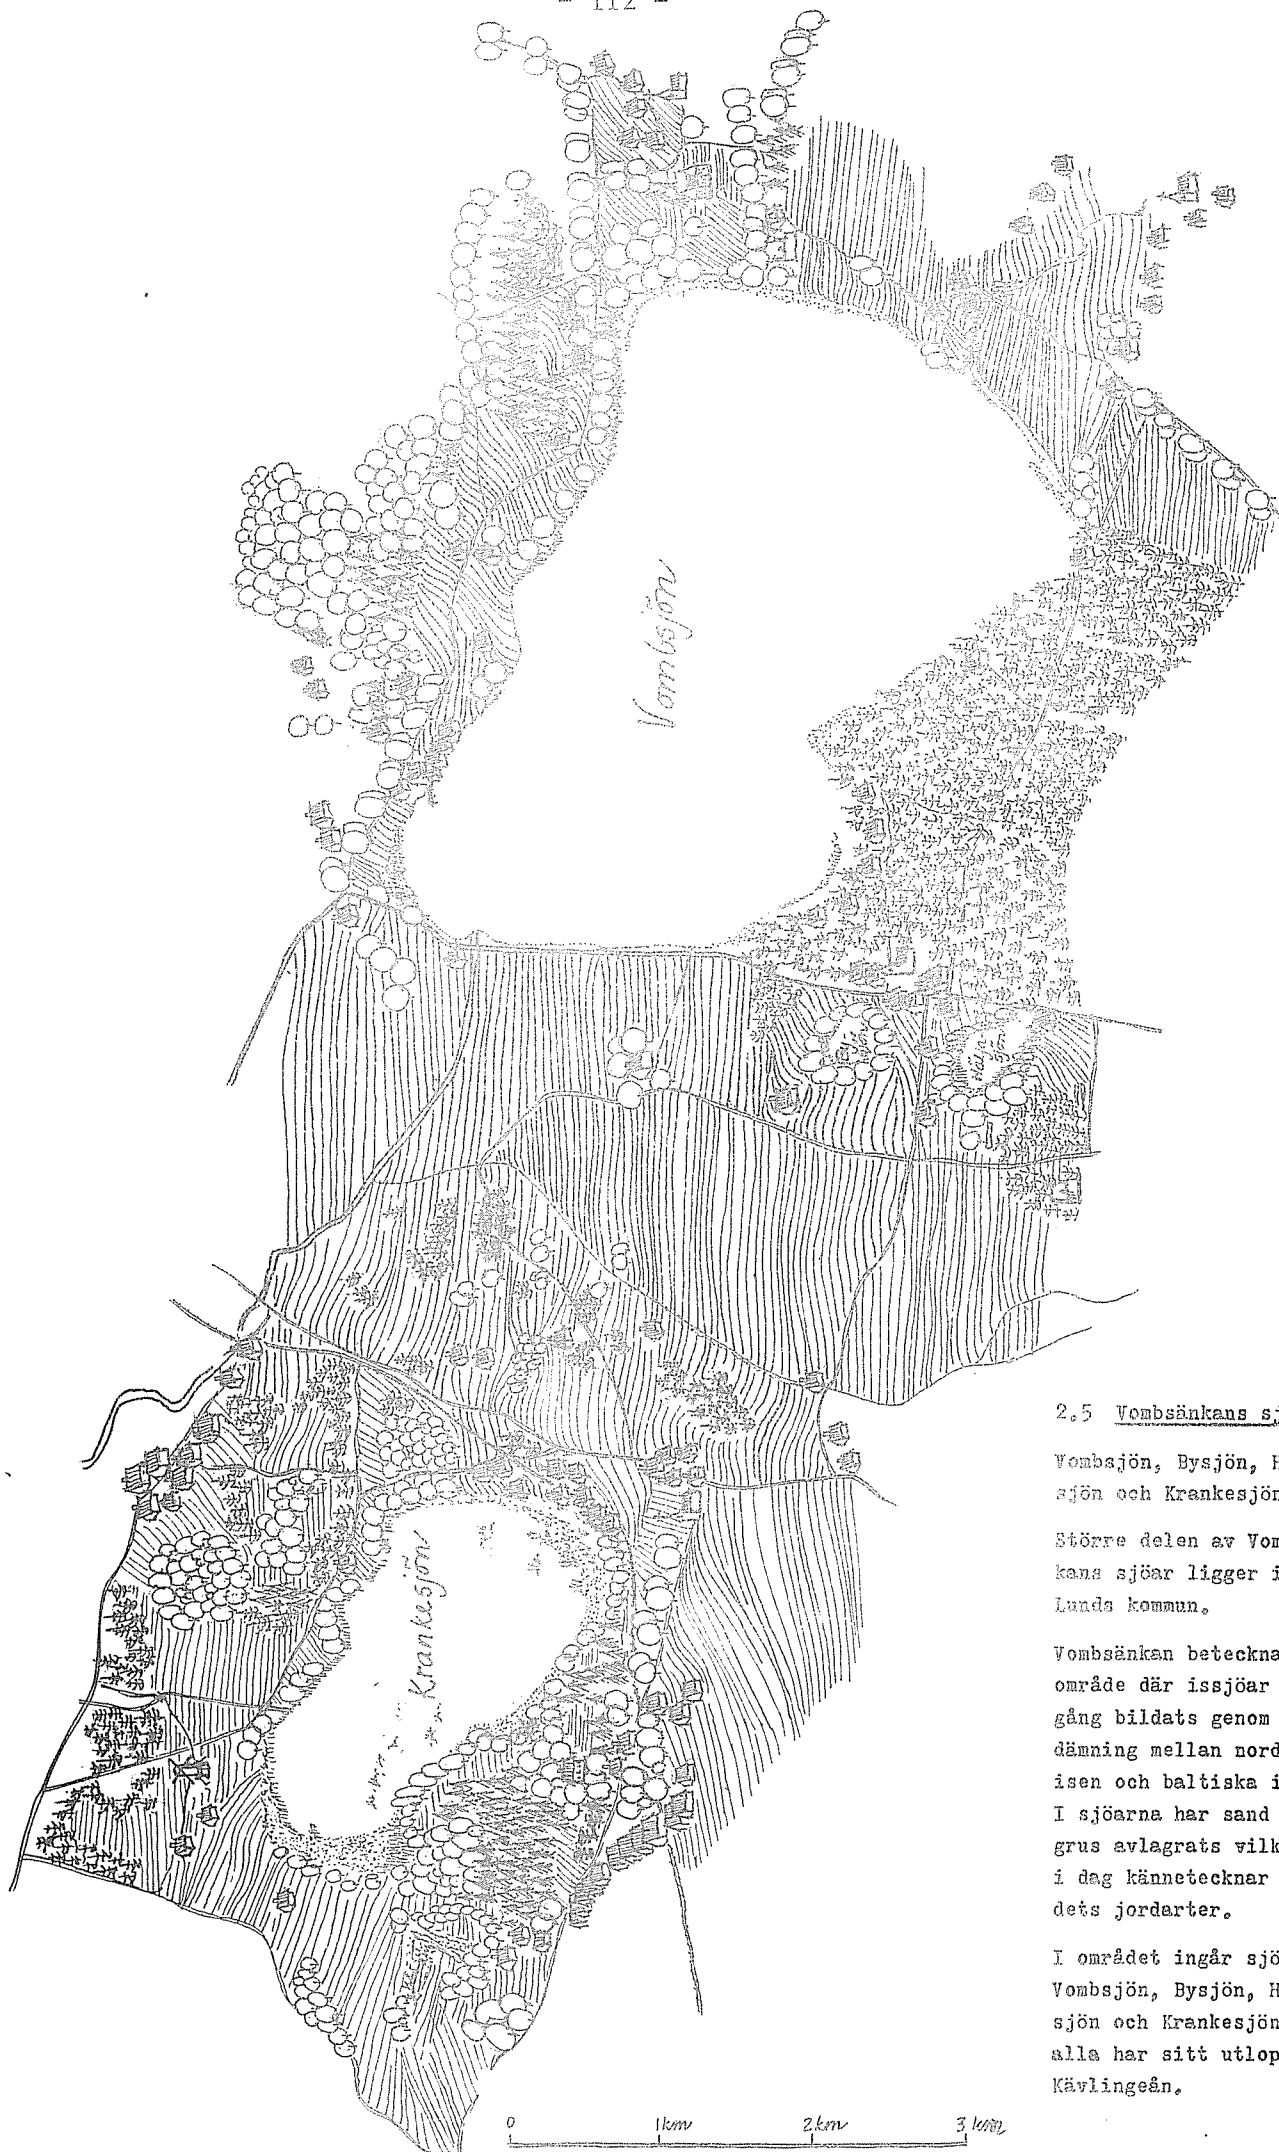 - 112 -
Vombsjön
Krankesjön
2.5 Vombsänkans sj
Vombsjön, Bysjön, H
sjön och Krankesjön
Större delen av Vom
kans sjöar ligger i
Lunds kommun.
Vombsänkan beteckna
område där issjöar
gång bildats genom
dämning mellan nord
isen och baltiska i
I sjöarna har sand
grus avlagrats vilk
i dag kännetecknar
dets jordarter.
I området ingår sjö
Vombsjön, Bysjön, H
sjön och Krankesjön
alla har sitt utlop
Kävlingeån.
0 1km 2km 3km